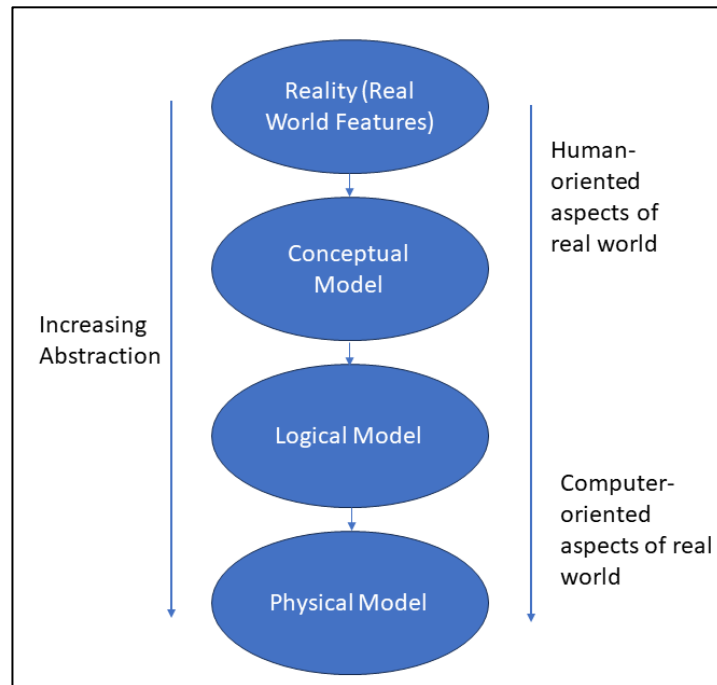 Reality (Real
World Features)
Human-
oriented
aspects of
real world
Conceptual
Model
Increasing
Abstraction
Logical Model
Computer-
oriented
aspects of real
world
Physical Model